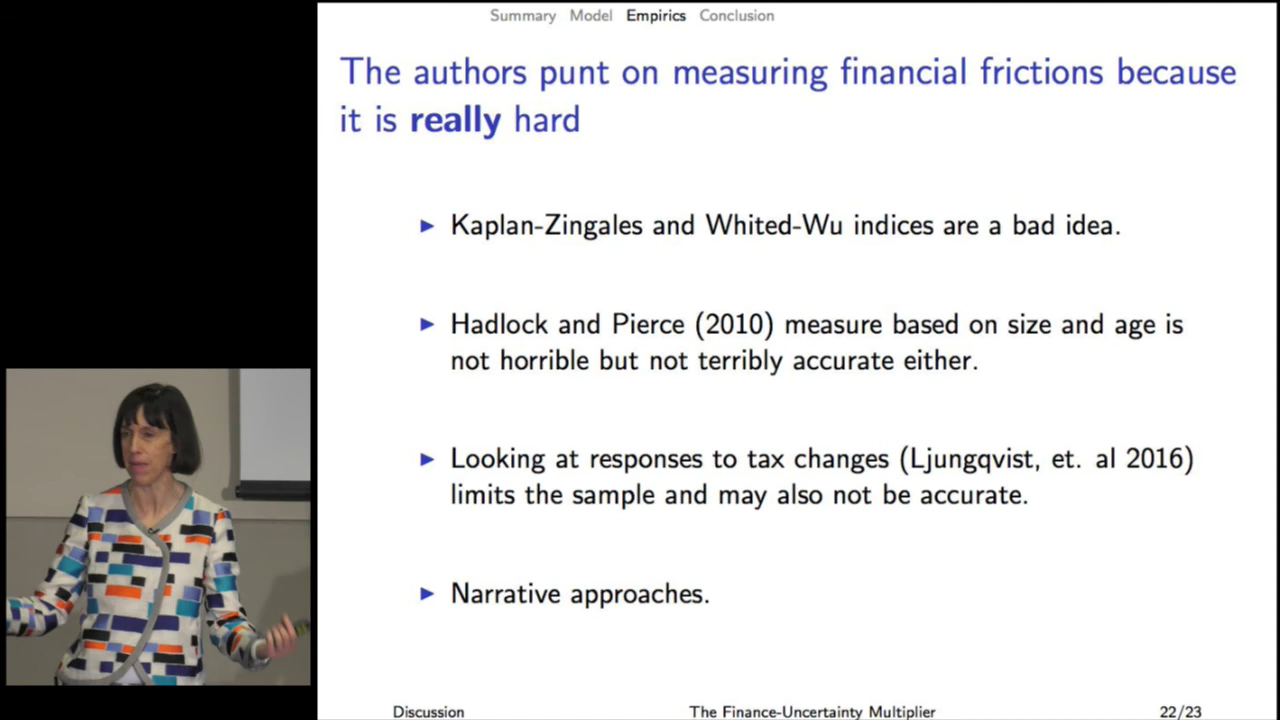 Summary Model Empirics Conclusion
The authors punt on measuring financial frictions because
it is really hard
▶ Kaplan-Zingales and Whited-Wu indices are a bad idea.
▶ Hadlock and Pierce (2010) measure based on size and age is
not horrible but not terribly accurate either.
▶ Looking at responses to tax changes (Ljungqvist, et. al 2016)
limits the sample and may also not be accurate.
▶ Narrative approaches.
Discussion The Finance-Uncertainty Multiplier 22/23